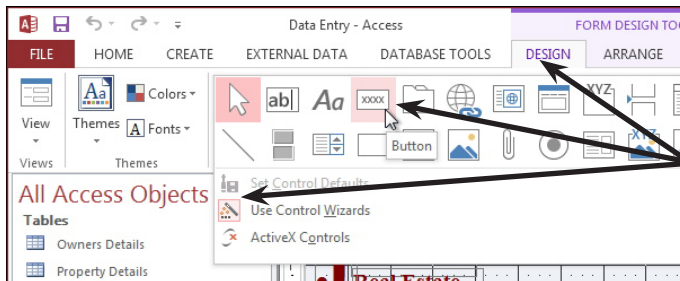 Data Entry - Access
FORM DESIGN TOO
FILE HOME CREATE EXTERNAL DATA DATABASE TOOLS DESIGN ARRANGE
View Themes Aa Colors Fonts A ab Aa xxxx XYZ
Button XYZ
Views Themes
Set Control Defaults
Use Control Wizards
ActiveX Controls
All Access Objects
Tables
Owners Details
Property Details
Real Estate